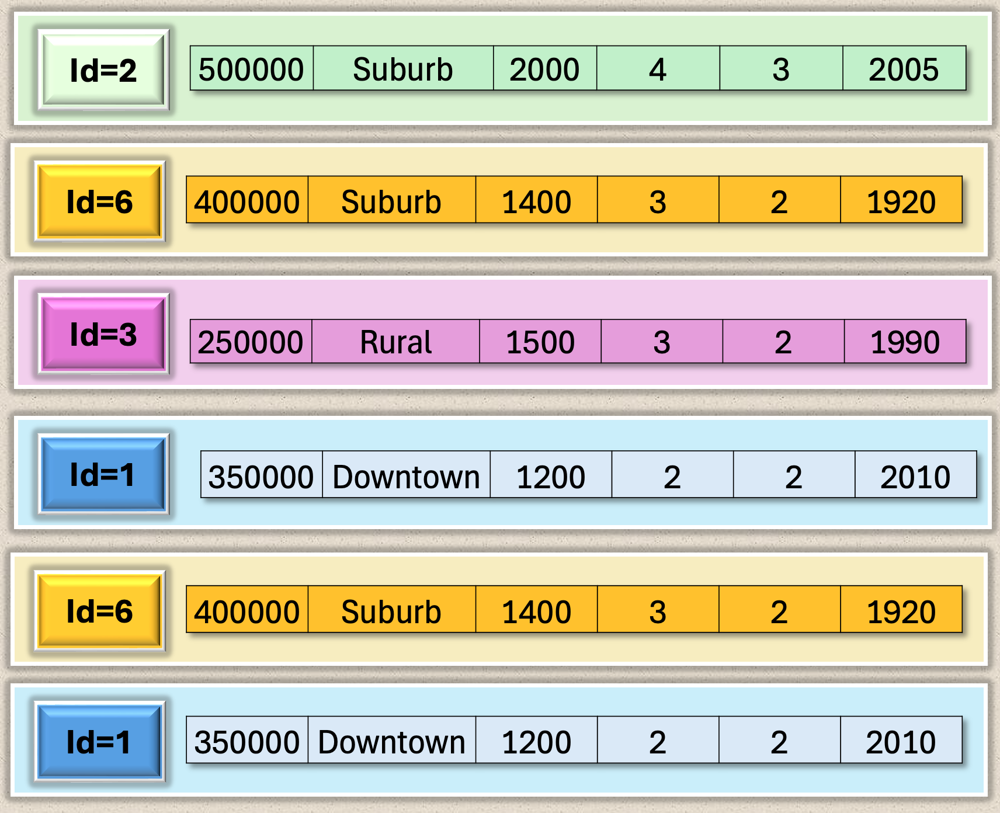 Id=2 500000 Suburb 2000 4 3 2005
Id=6 400000 Suburb 1400 3 2 1920
Id=3 250000 Rural 1500 3 2 1990
Id=1 350000 Downtown 1200 2 2 2010
Id=6 400000 Suburb 1400 3 2 1920
Id=1 350000 Downtown 1200 2 2 2010